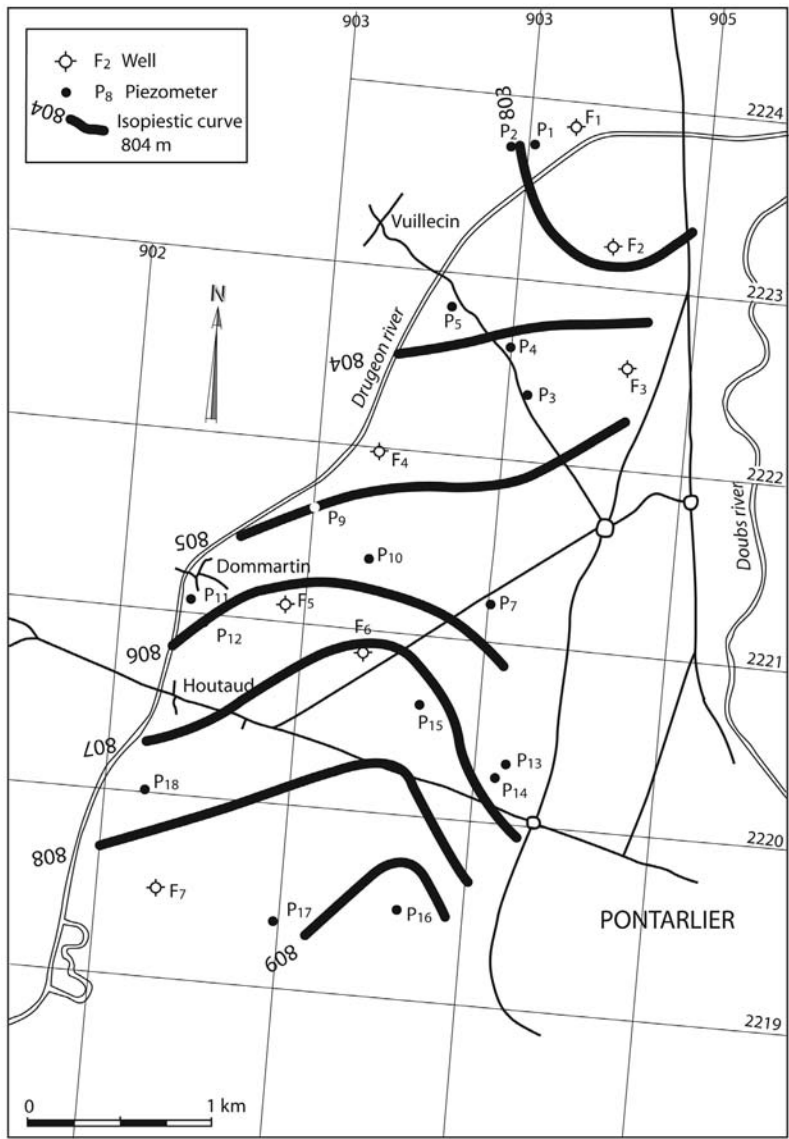 903
903
905
F2 Well
P8 Piezometer
804
Isopiestic curve
804 m
803
2224
F1
P2
P1
Vuillecin
F2
902
2223
N
P5
Drugeon river
804
P4
F3
P3
F4
2222
P9
805
Doubs river
P10
Dommartin
P11
F5
P7
P12
806
F6
2221
Houtaud
P15
807
P13
P14
P18
2220
808
F7
P17
P16
PONTARLIER
809
2219
0
1 km